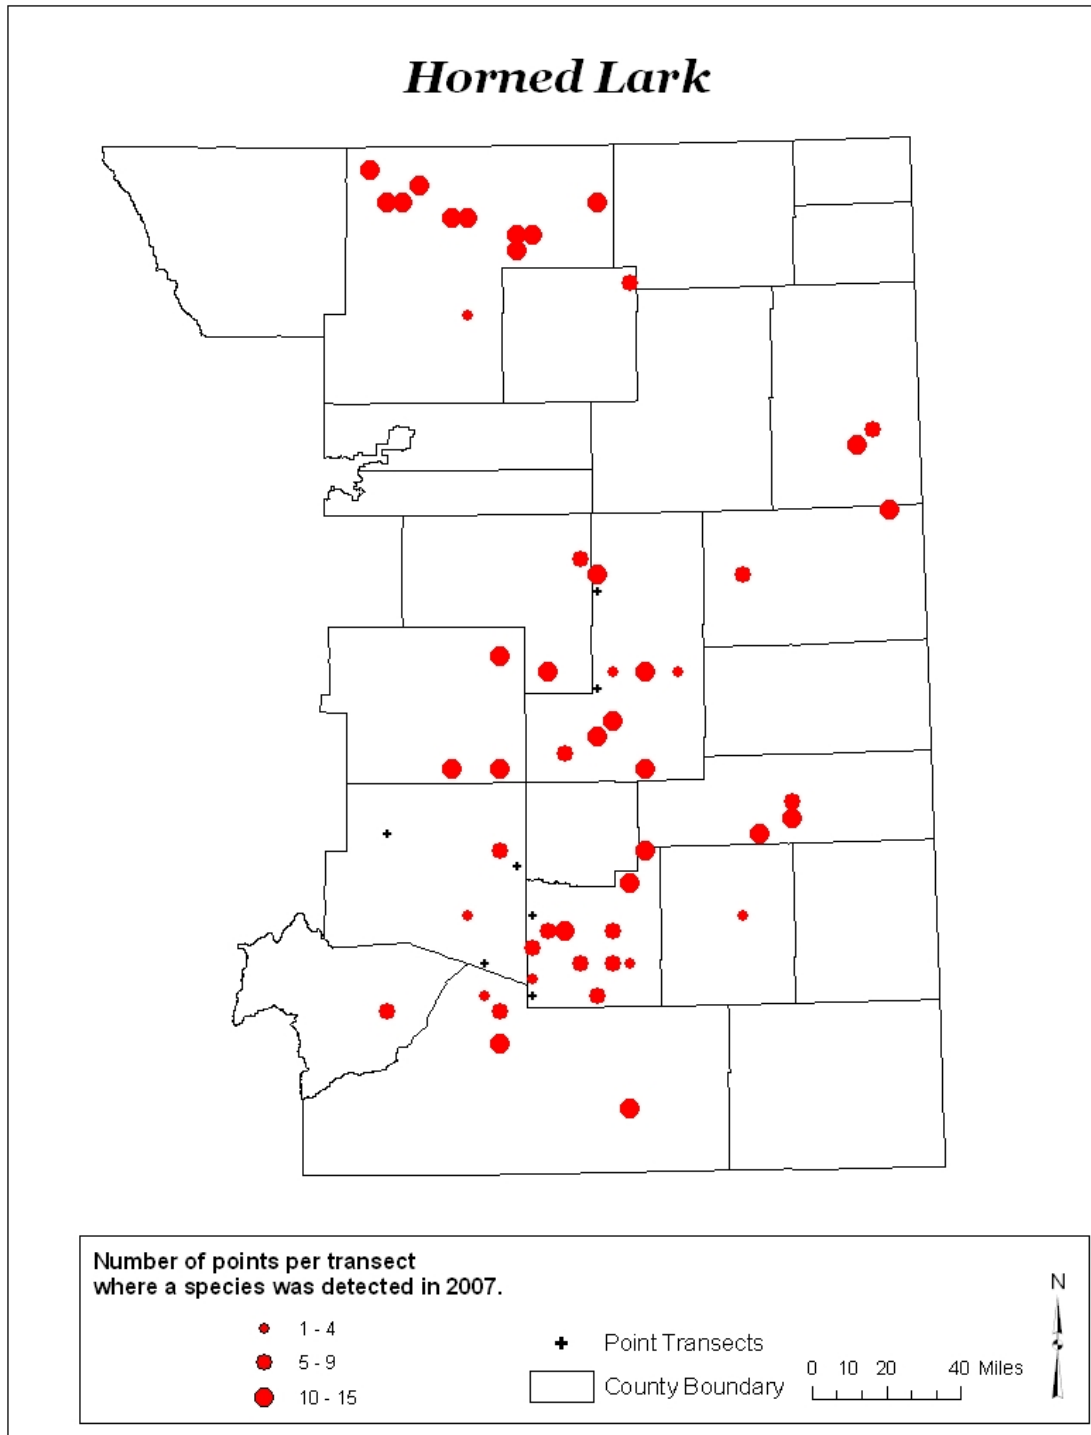 Horned Lark
Number of points per transect
where a species was detected in 2007.
1 - 4
5 - 9
10 - 15
Point Transects
County Boundary
N
0 10 20 40 Miles